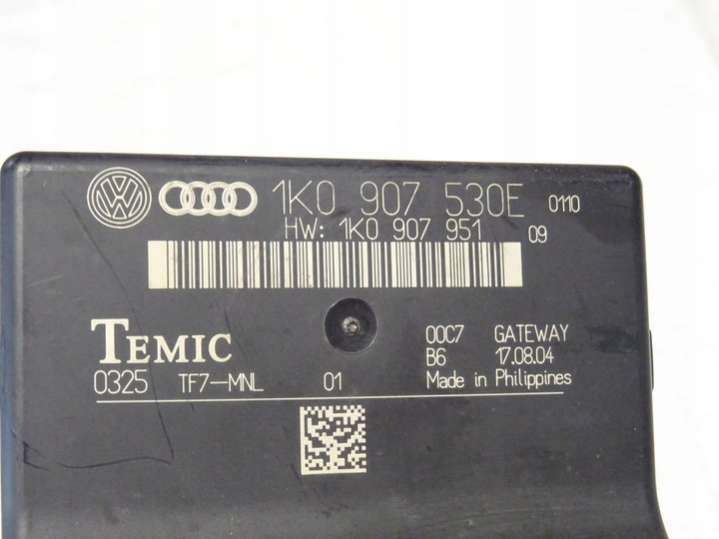 VW 1K0 907 530E 0110
HW: 1K0 907 951 09
TEMIC 00C7 GATEWAY
B6 17.08.04
0325 TF7-MNL 01 Made in Philippines